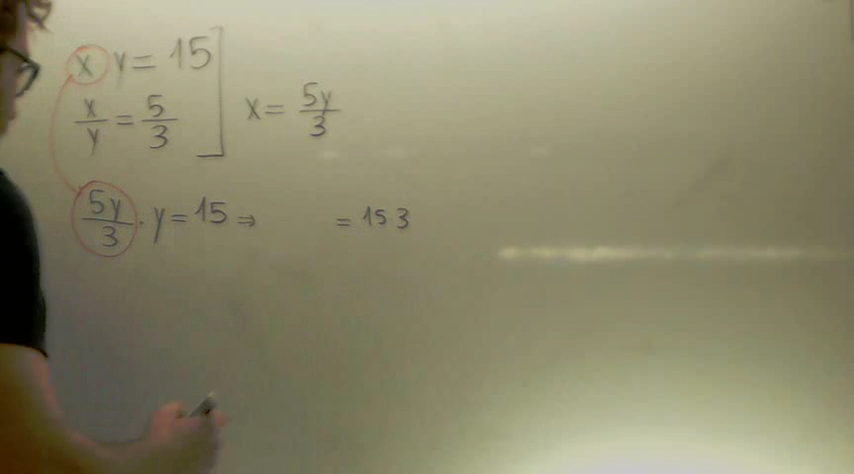 x y = 15
x/y = 5/3
x = 5y/3
5y/3 · y = 15 ⇒ = 15 3